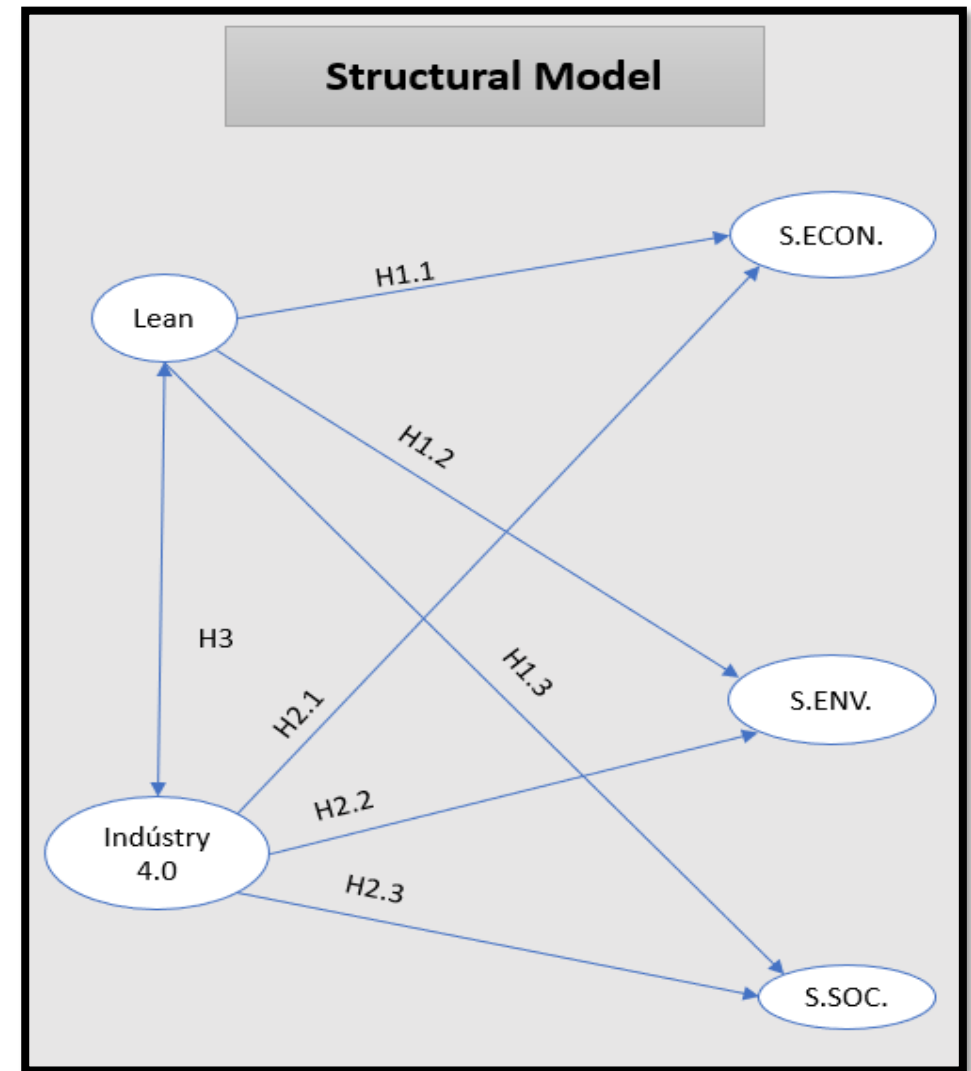 Structural Model
S.ECON.
H1.1
Lean
H1.2
H3
H1.3
H2.1
S.ENV.
H2.2
Indústry
4.0
H2.3
S.SOC.